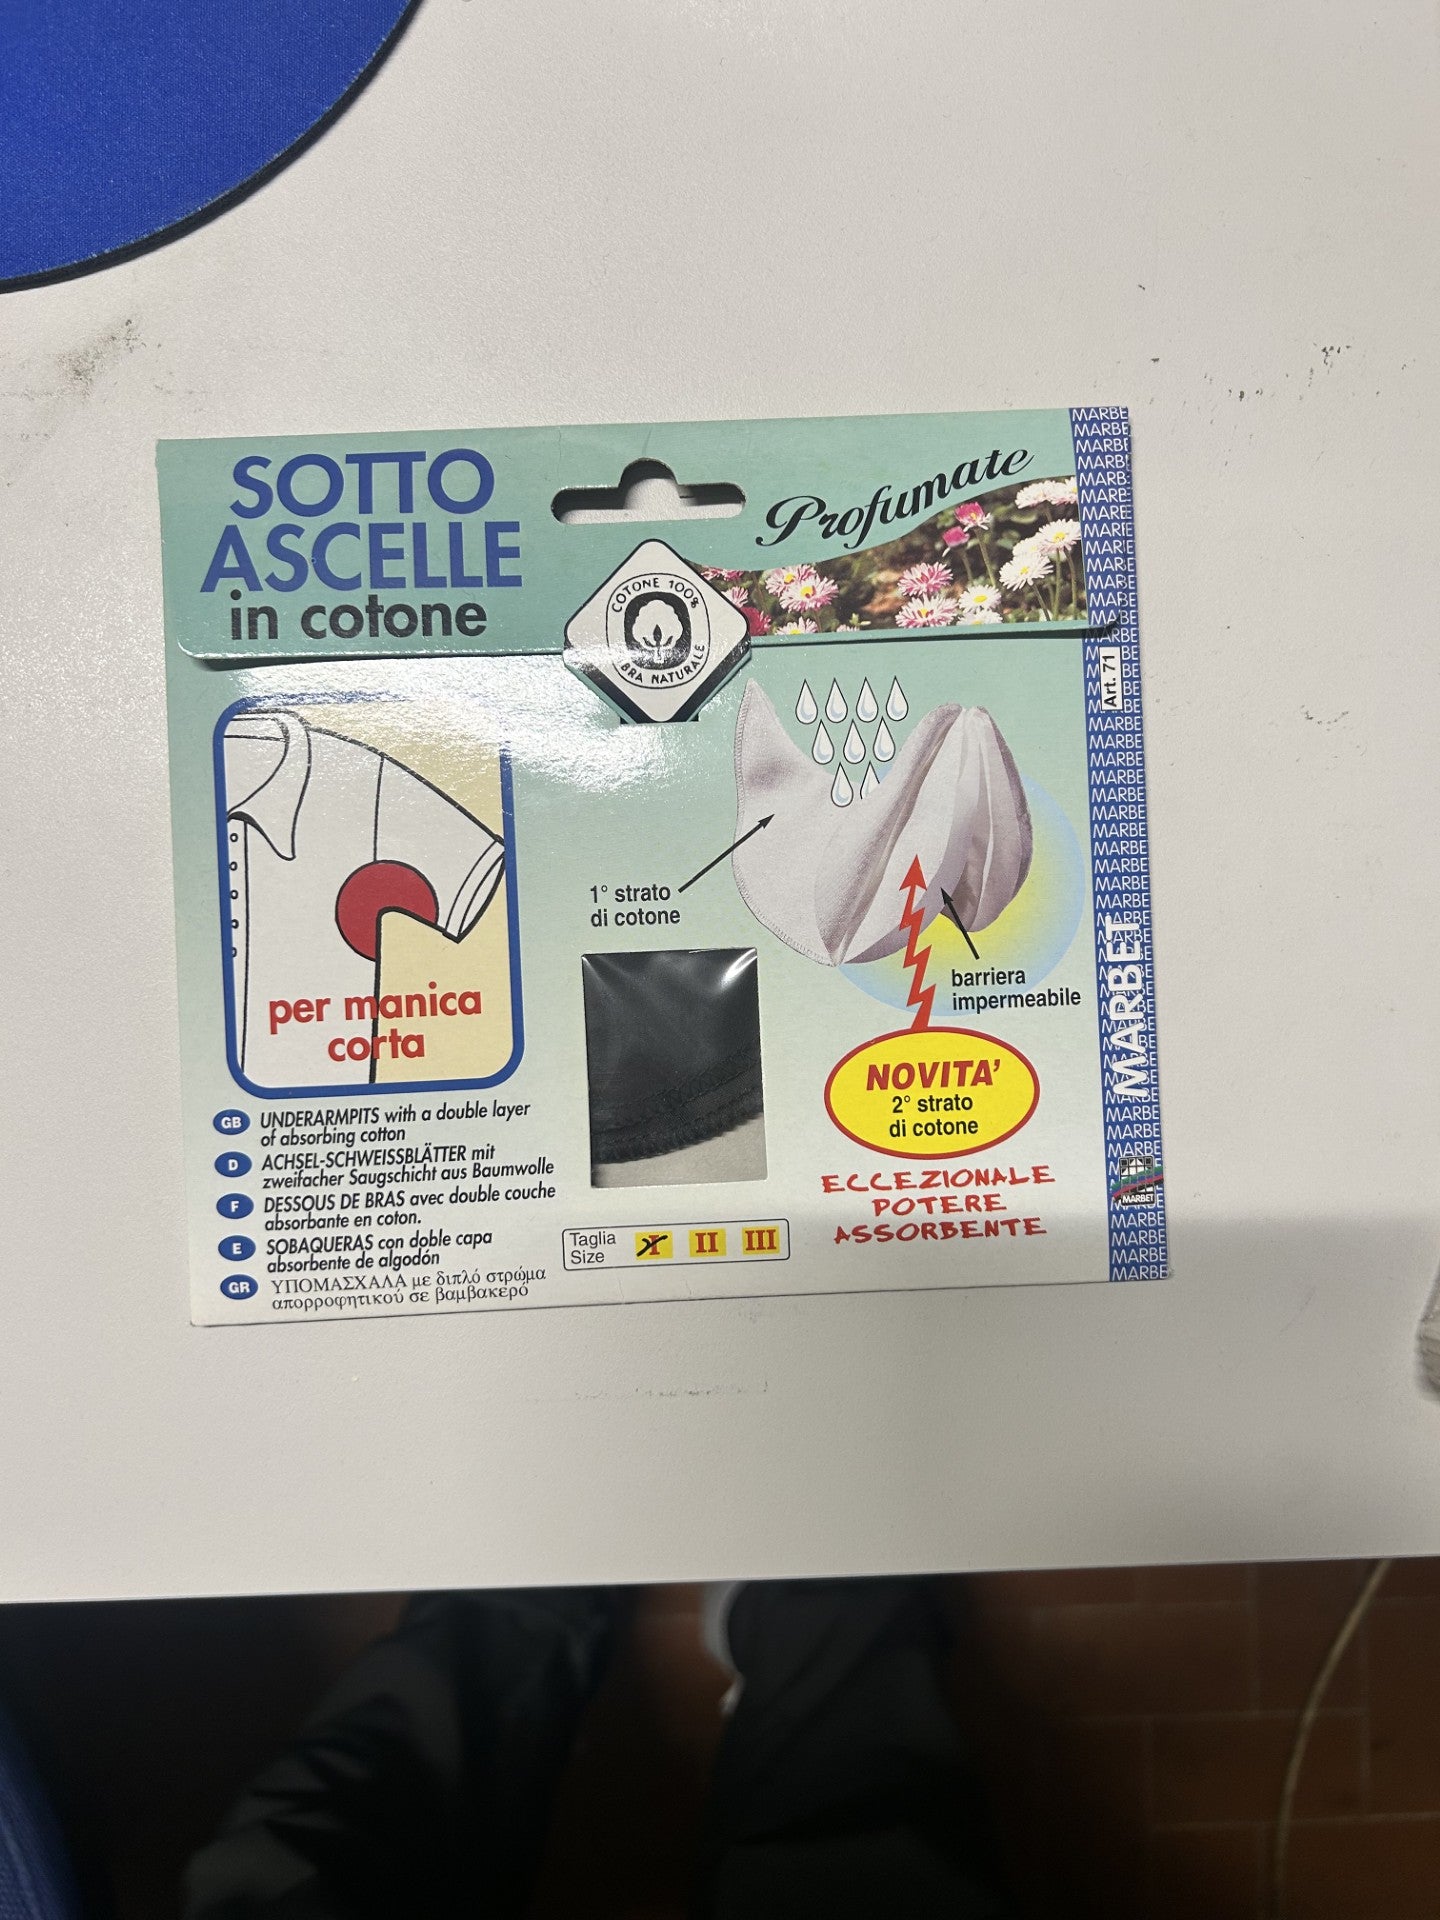 SOTTO
ASCELLE
in cotone
Profumate
COTONE 100%
BRA NATURALE
per manica
corta
1° strato
di cotone
barriera
impermeabile
NOVITA'
2° strato
di cotone
ECCEZIONALE
POTERE
ASSORBENTE
GB UNDERARMPITS with a double layer
of absorbing cotton
D ACHSEL-SCHWEISSBLÄTTER mit
zweifacher Saugschicht aus Baumwolle
F DESSOUS DE BRAS avec double couche
absorbante en coton.
E SOBAQUERAS con doble capa
absorbente de algodón
GR ΥΠΟΜΑΣΧΑΛΑ με διπλό στρώμα
απορροφητικού σε βαμβακερό
Taglia
Size
I II III
Art. 71
MARBET
MARBET